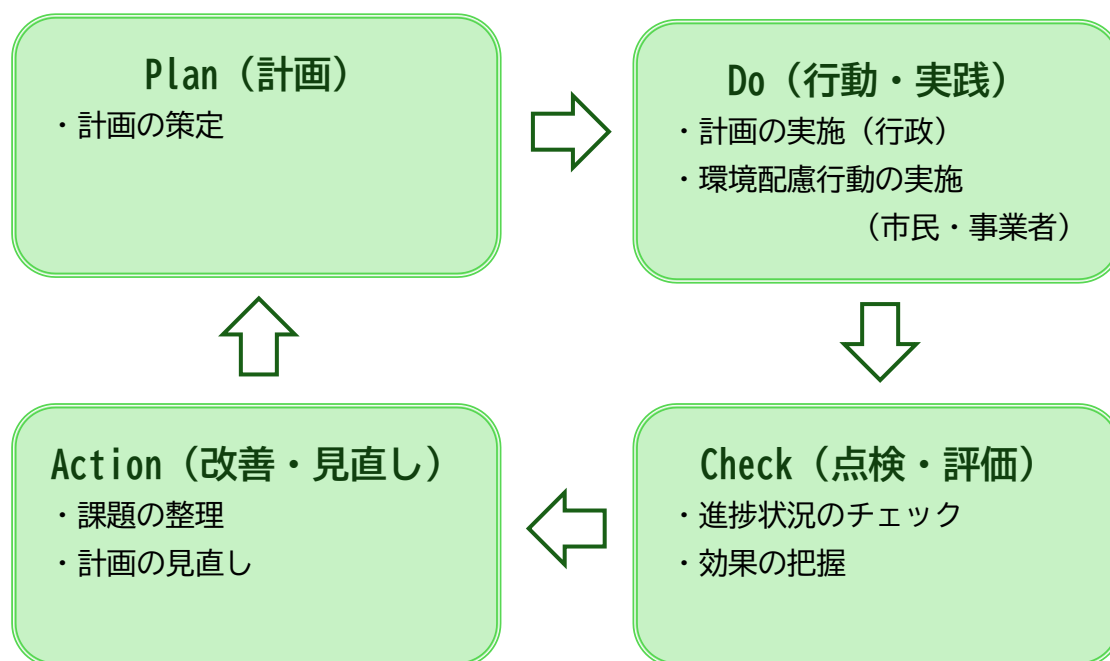 Plan（計画）
・計画の策定
Do（行動・実践）
・計画の実施（行政）
・環境配慮行動の実施
（市民・事業者）
Action（改善・見直し）
・課題の整理
・計画の見直し
Check（点検・評価）
・進捗状況のチェック
・効果の把握